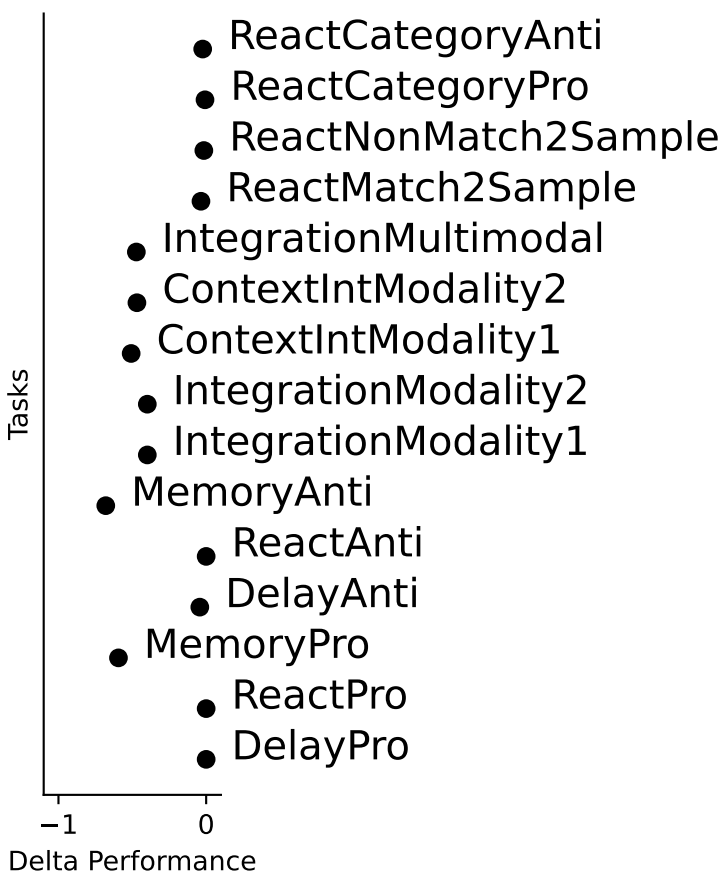 ReactCategoryAnti
ReactCategoryPro
ReactNonMatch2Sample
ReactMatch2Sample
IntegrationMultimodal
ContextIntModality2
ContextIntModality1
IntegrationModality2
IntegrationModality1
MemoryAnti
ReactAnti
DelayAnti
MemoryPro
ReactPro
DelayPro
Tasks
−1 0
Delta Performance